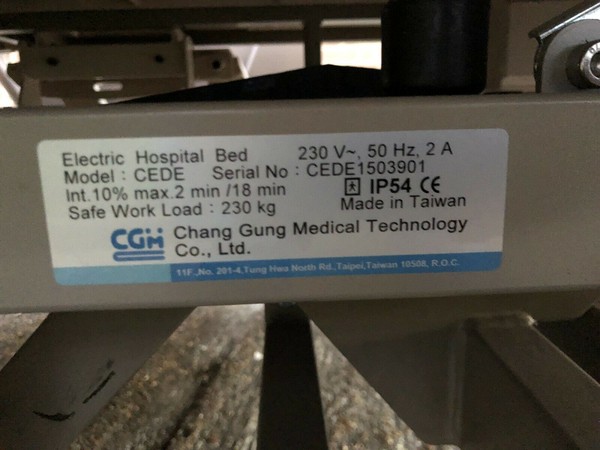 Electric Hospital Bed 230 V~, 50 Hz, 2 A
Model : CEDE Serial No : CEDE1503901
Int.10% max.2 min /18 min IP54 CE
Safe Work Load : 230 kg Made in Taiwan
CGM Chang Gung Medical Technology
Co., Ltd.
11F.,No. 201-4,Tung Hwa North Rd.,Taipei,Taiwan 10508, R.O.C.